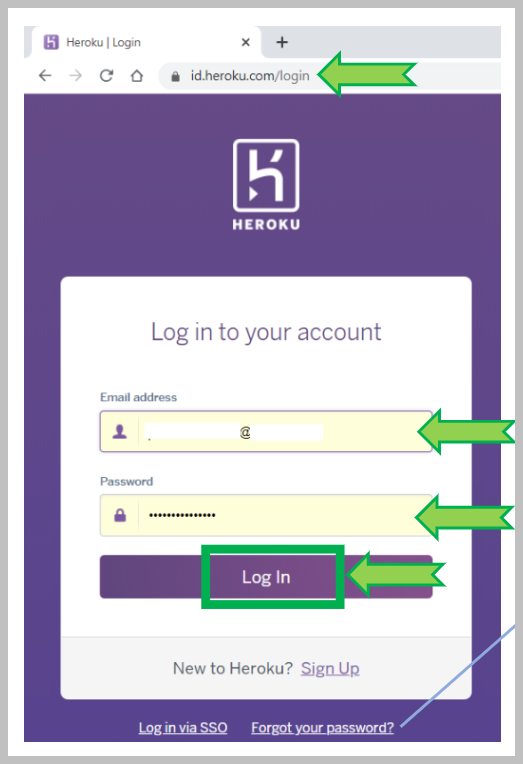 Heroku | Login
id.heroku.com/login
HEROKU
Log in to your account
Email address
@
Password
Log In
New to Heroku? Sign Up
Log in via SSO Forgot your password?